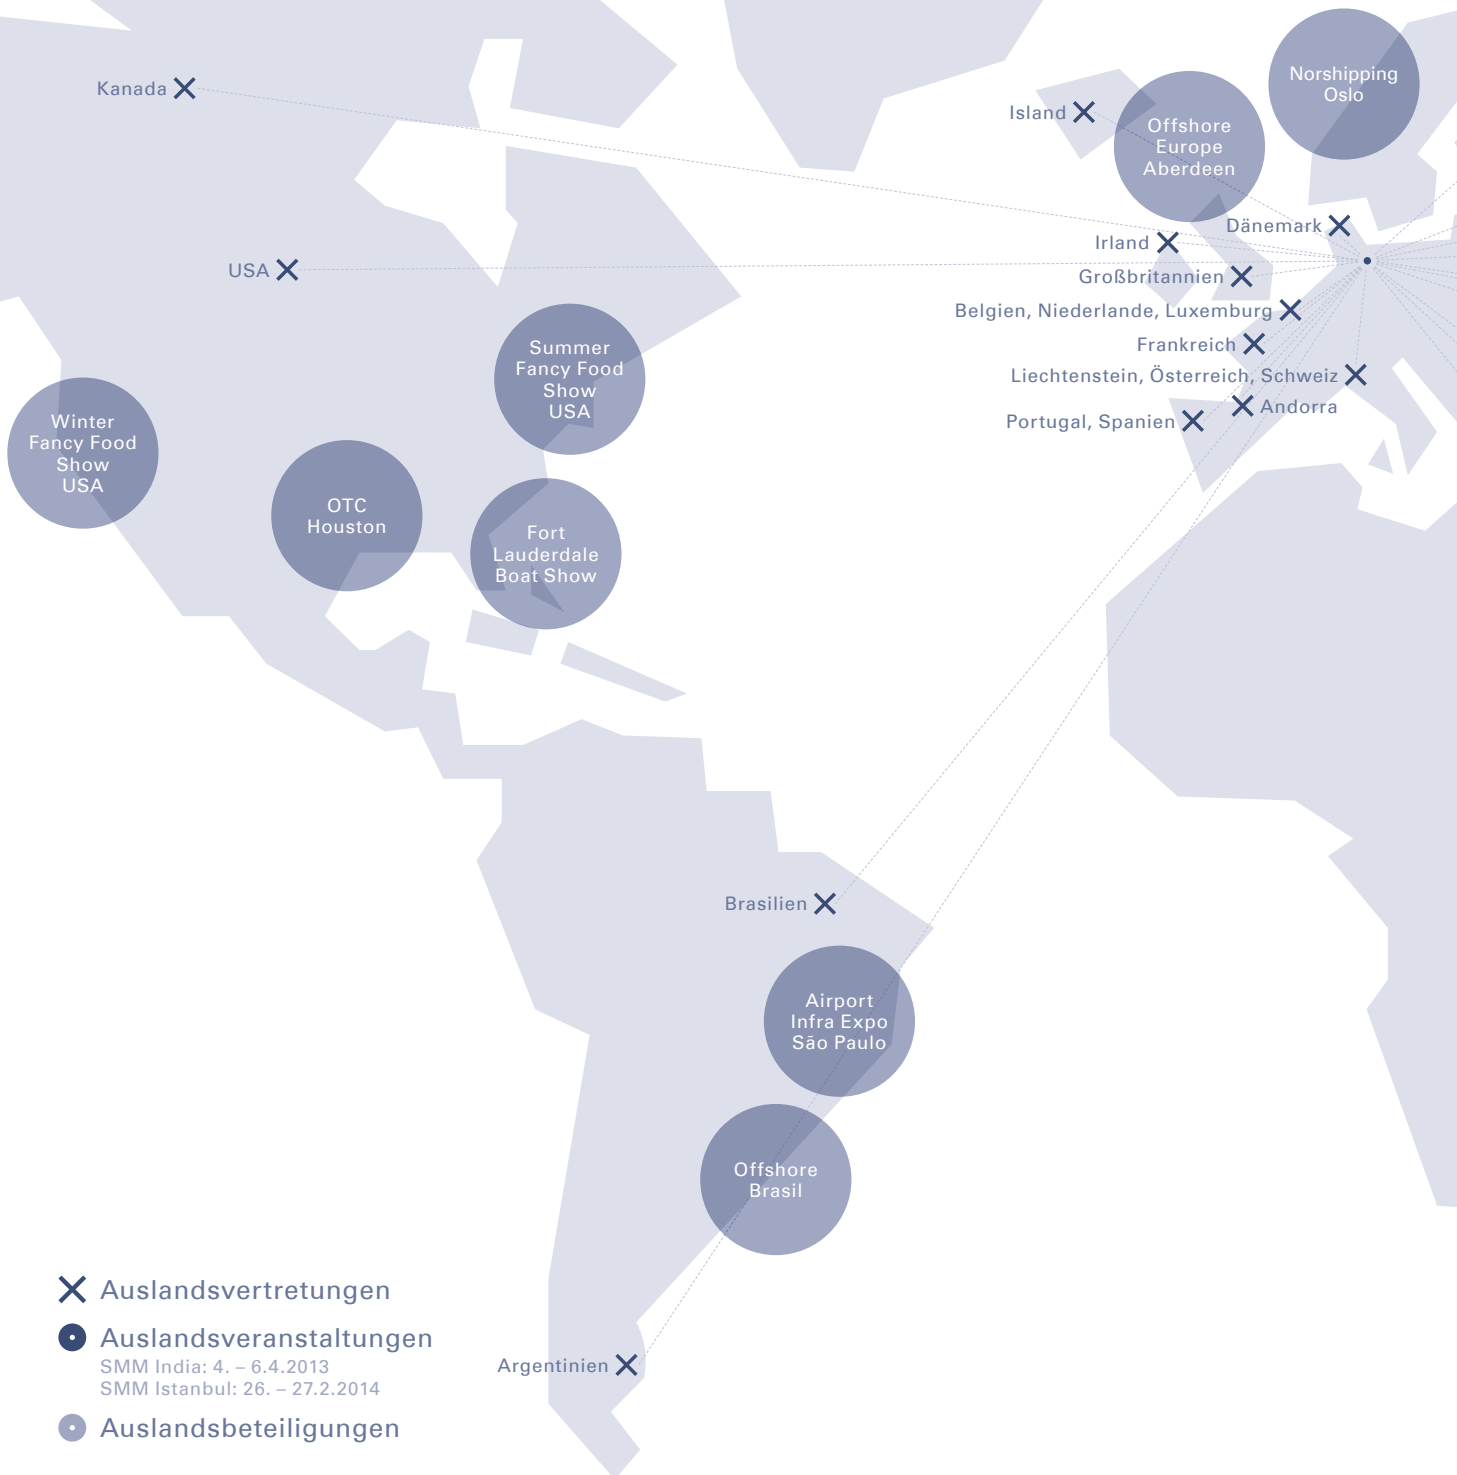 Norshipping
Oslo
Kanada
Island
Offshore
Europe
Aberdeen
Dänemark
Irland
USA
Großbritannien
Belgien, Niederlande, Luxemburg
Frankreich
Summer
Fancy Food
Show
USA
Liechtenstein, Österreich, Schweiz
Andorra
Portugal, Spanien
Winter
Fancy Food
Show
USA
OTC
Houston
Fort
Lauderdale
Boat Show
Brasilien
Airport
Infra Expo
São Paulo
Offshore
Brasil
Argentinien
Auslandsvertretungen
Auslandsveranstaltungen
SMM India: 4. – 6.4.2013
SMM Istanbul: 26. – 27.2.2014
Auslandsbeteiligungen